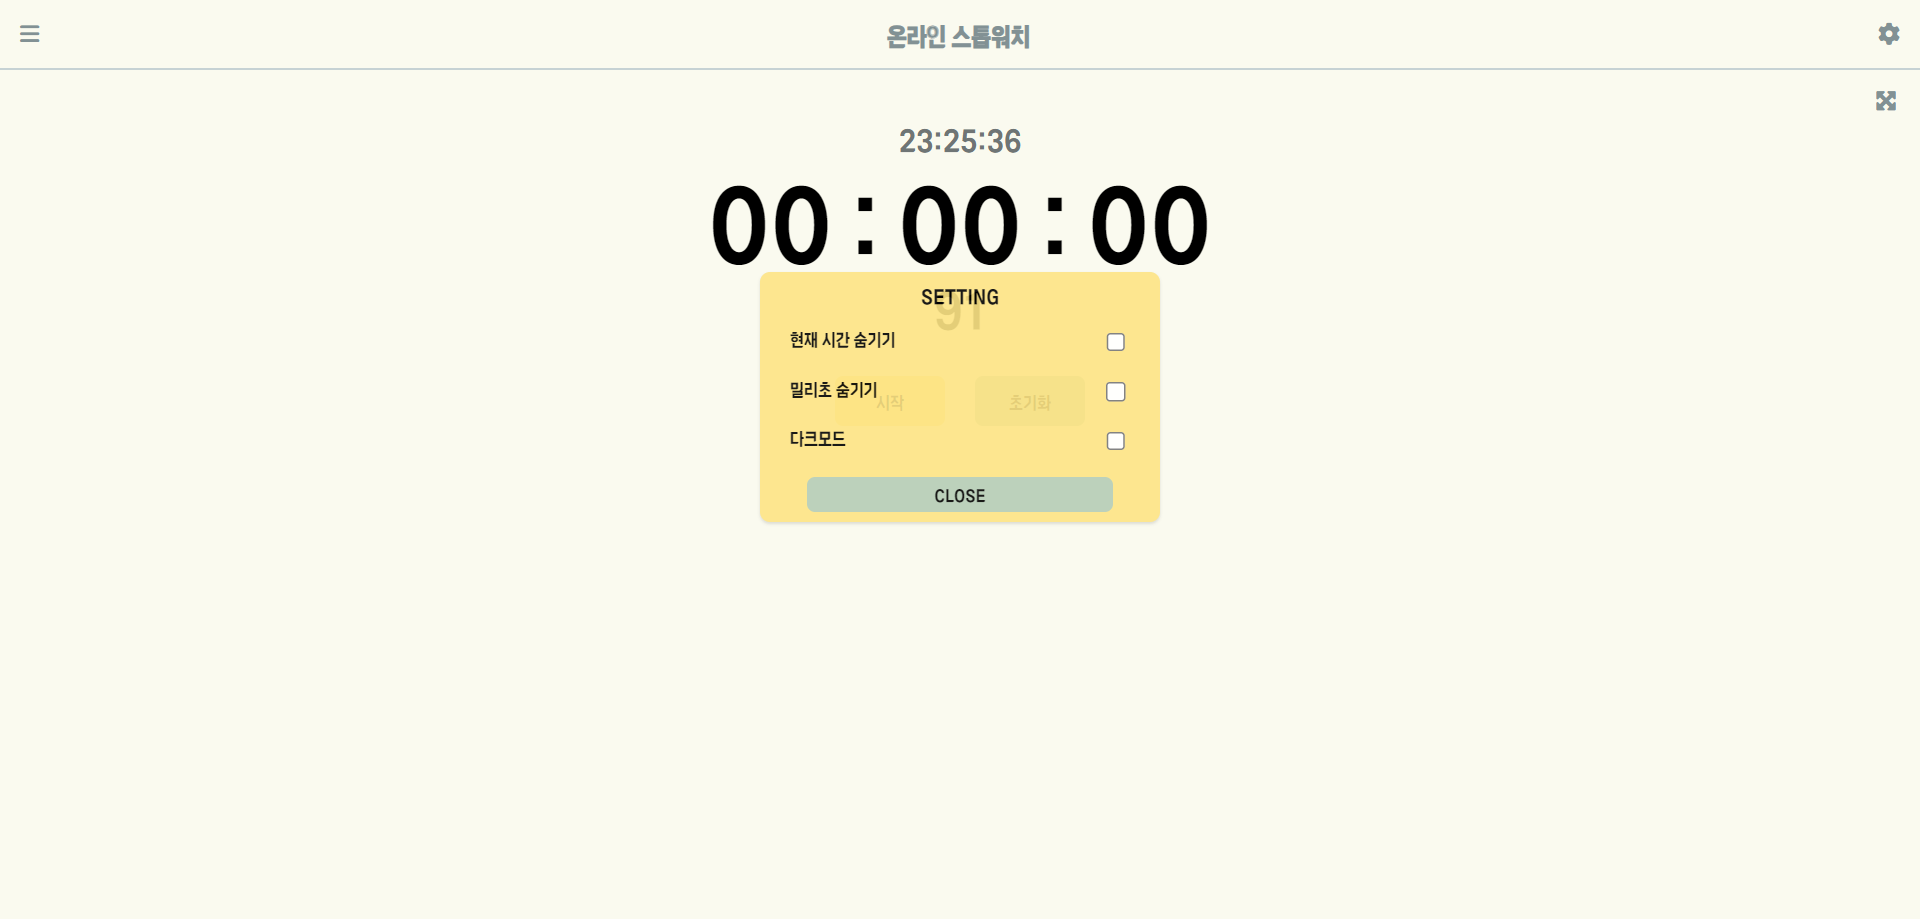 온라인 스톱워치
23:25:36
00 : 00 : 00
SETTING
91
현재 시간 숨기기
밀리초 숨기기
시작
초기화
다크모드
CLOSE